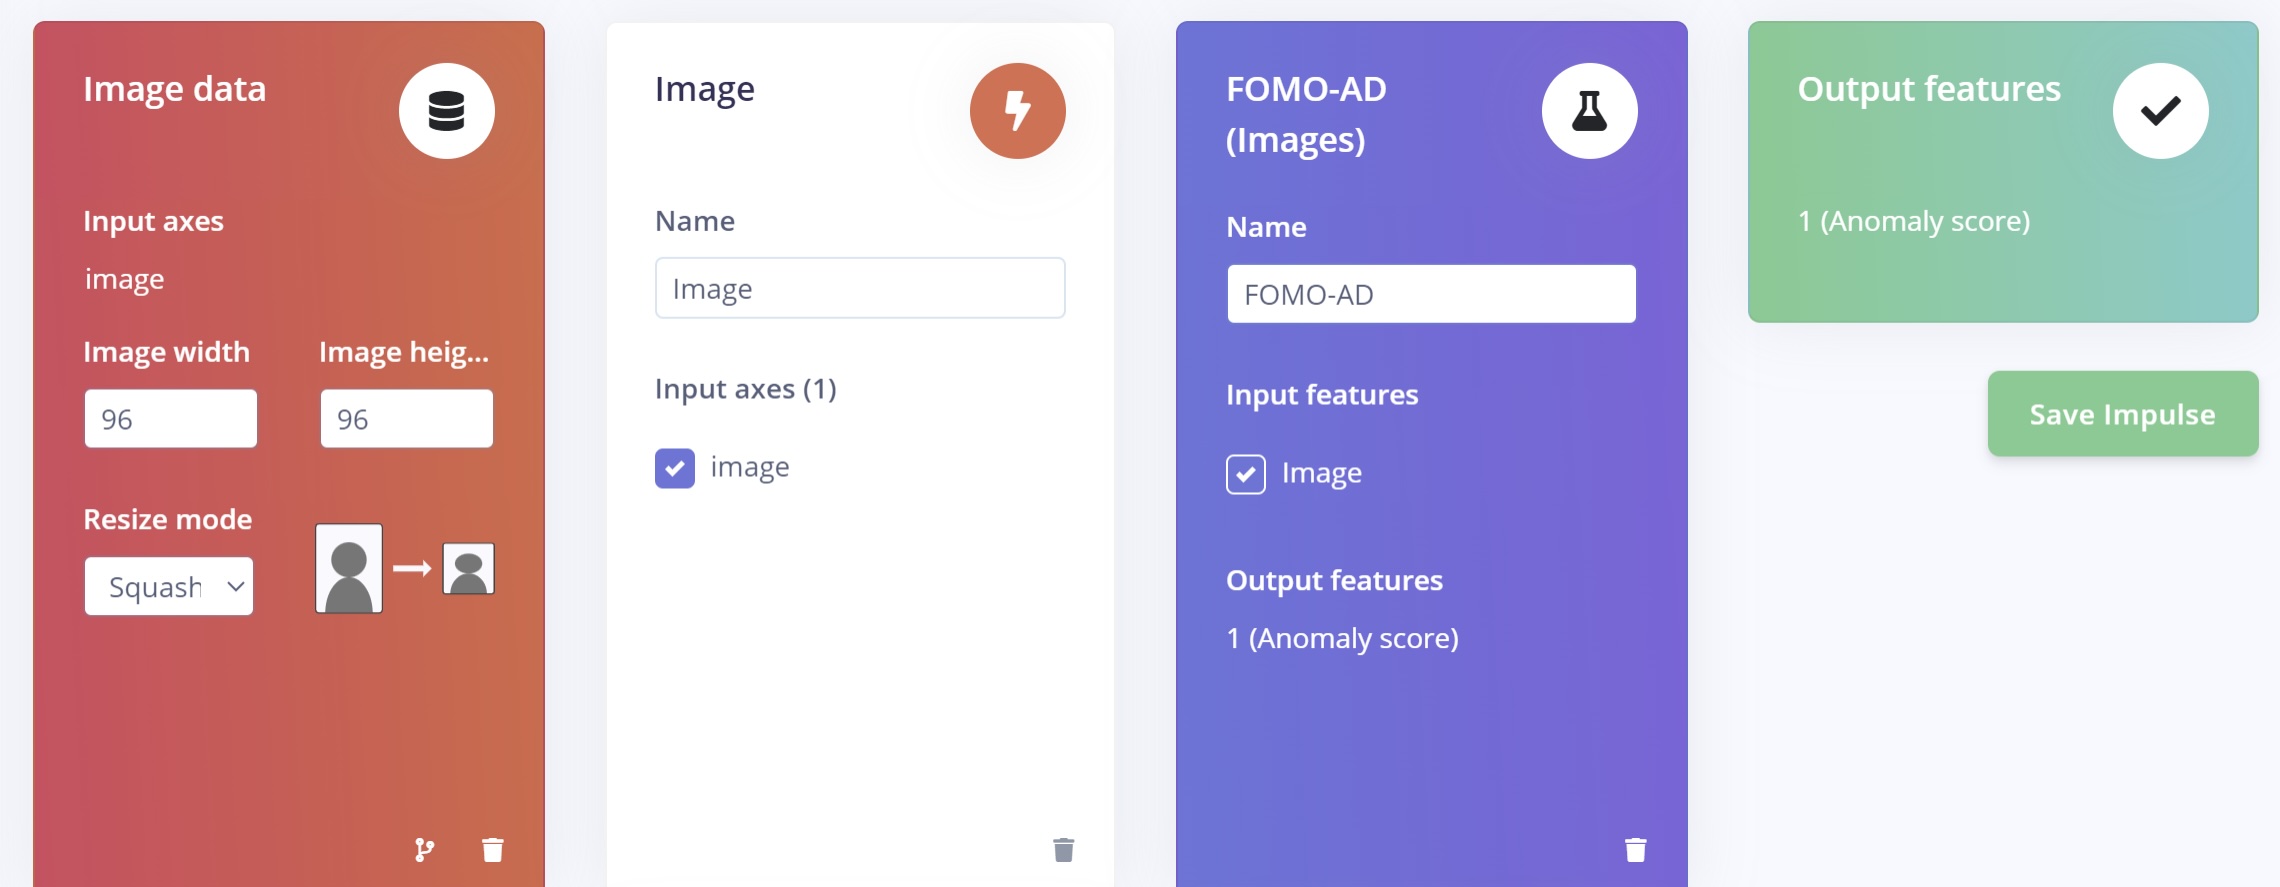 Image data
Input axes
image
Image width
Image heig...
96
96
Resize mode
Squash
Image
Name
Image
Input axes (1)
image
FOMO-AD
(Images)
Name
FOMO-AD
Input features
Image
Output features
1 (Anomaly score)
Output features
1 (Anomaly score)
Save Impulse